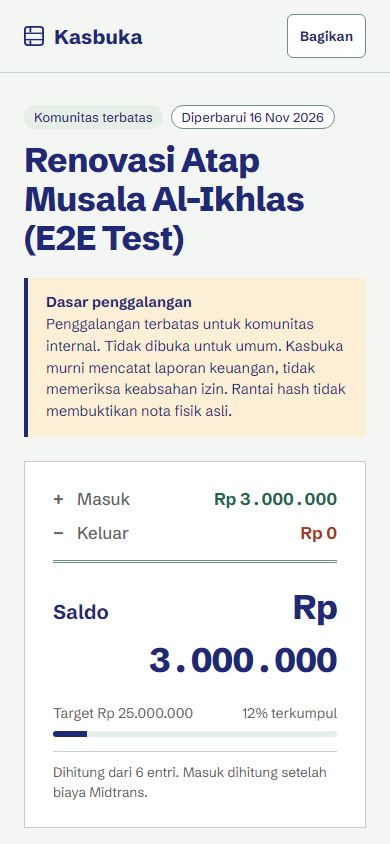 Kasbuka
Bagikan
Komunitas terbatas
Diperbarui 16 Nov 2026
Renovasi Atap
Musala Al-Ikhlas
(E2E Test)
Dasar penggalangan
Penggalangan terbatas untuk komunitas
internal. Tidak dibuka untuk umum. Kasbuka
murni mencatat laporan keuangan, tidak
memeriksa keabsahan izin. Rantai hash tidak
membuktikan nota fisik asli.
+ Masuk Rp 3.000.000
− Keluar Rp 0
Saldo Rp
3.000.000
Target Rp 25.000.000 12% terkumpul
Dihitung dari 6 entri. Masuk dihitung setelah
biaya Midtrans.